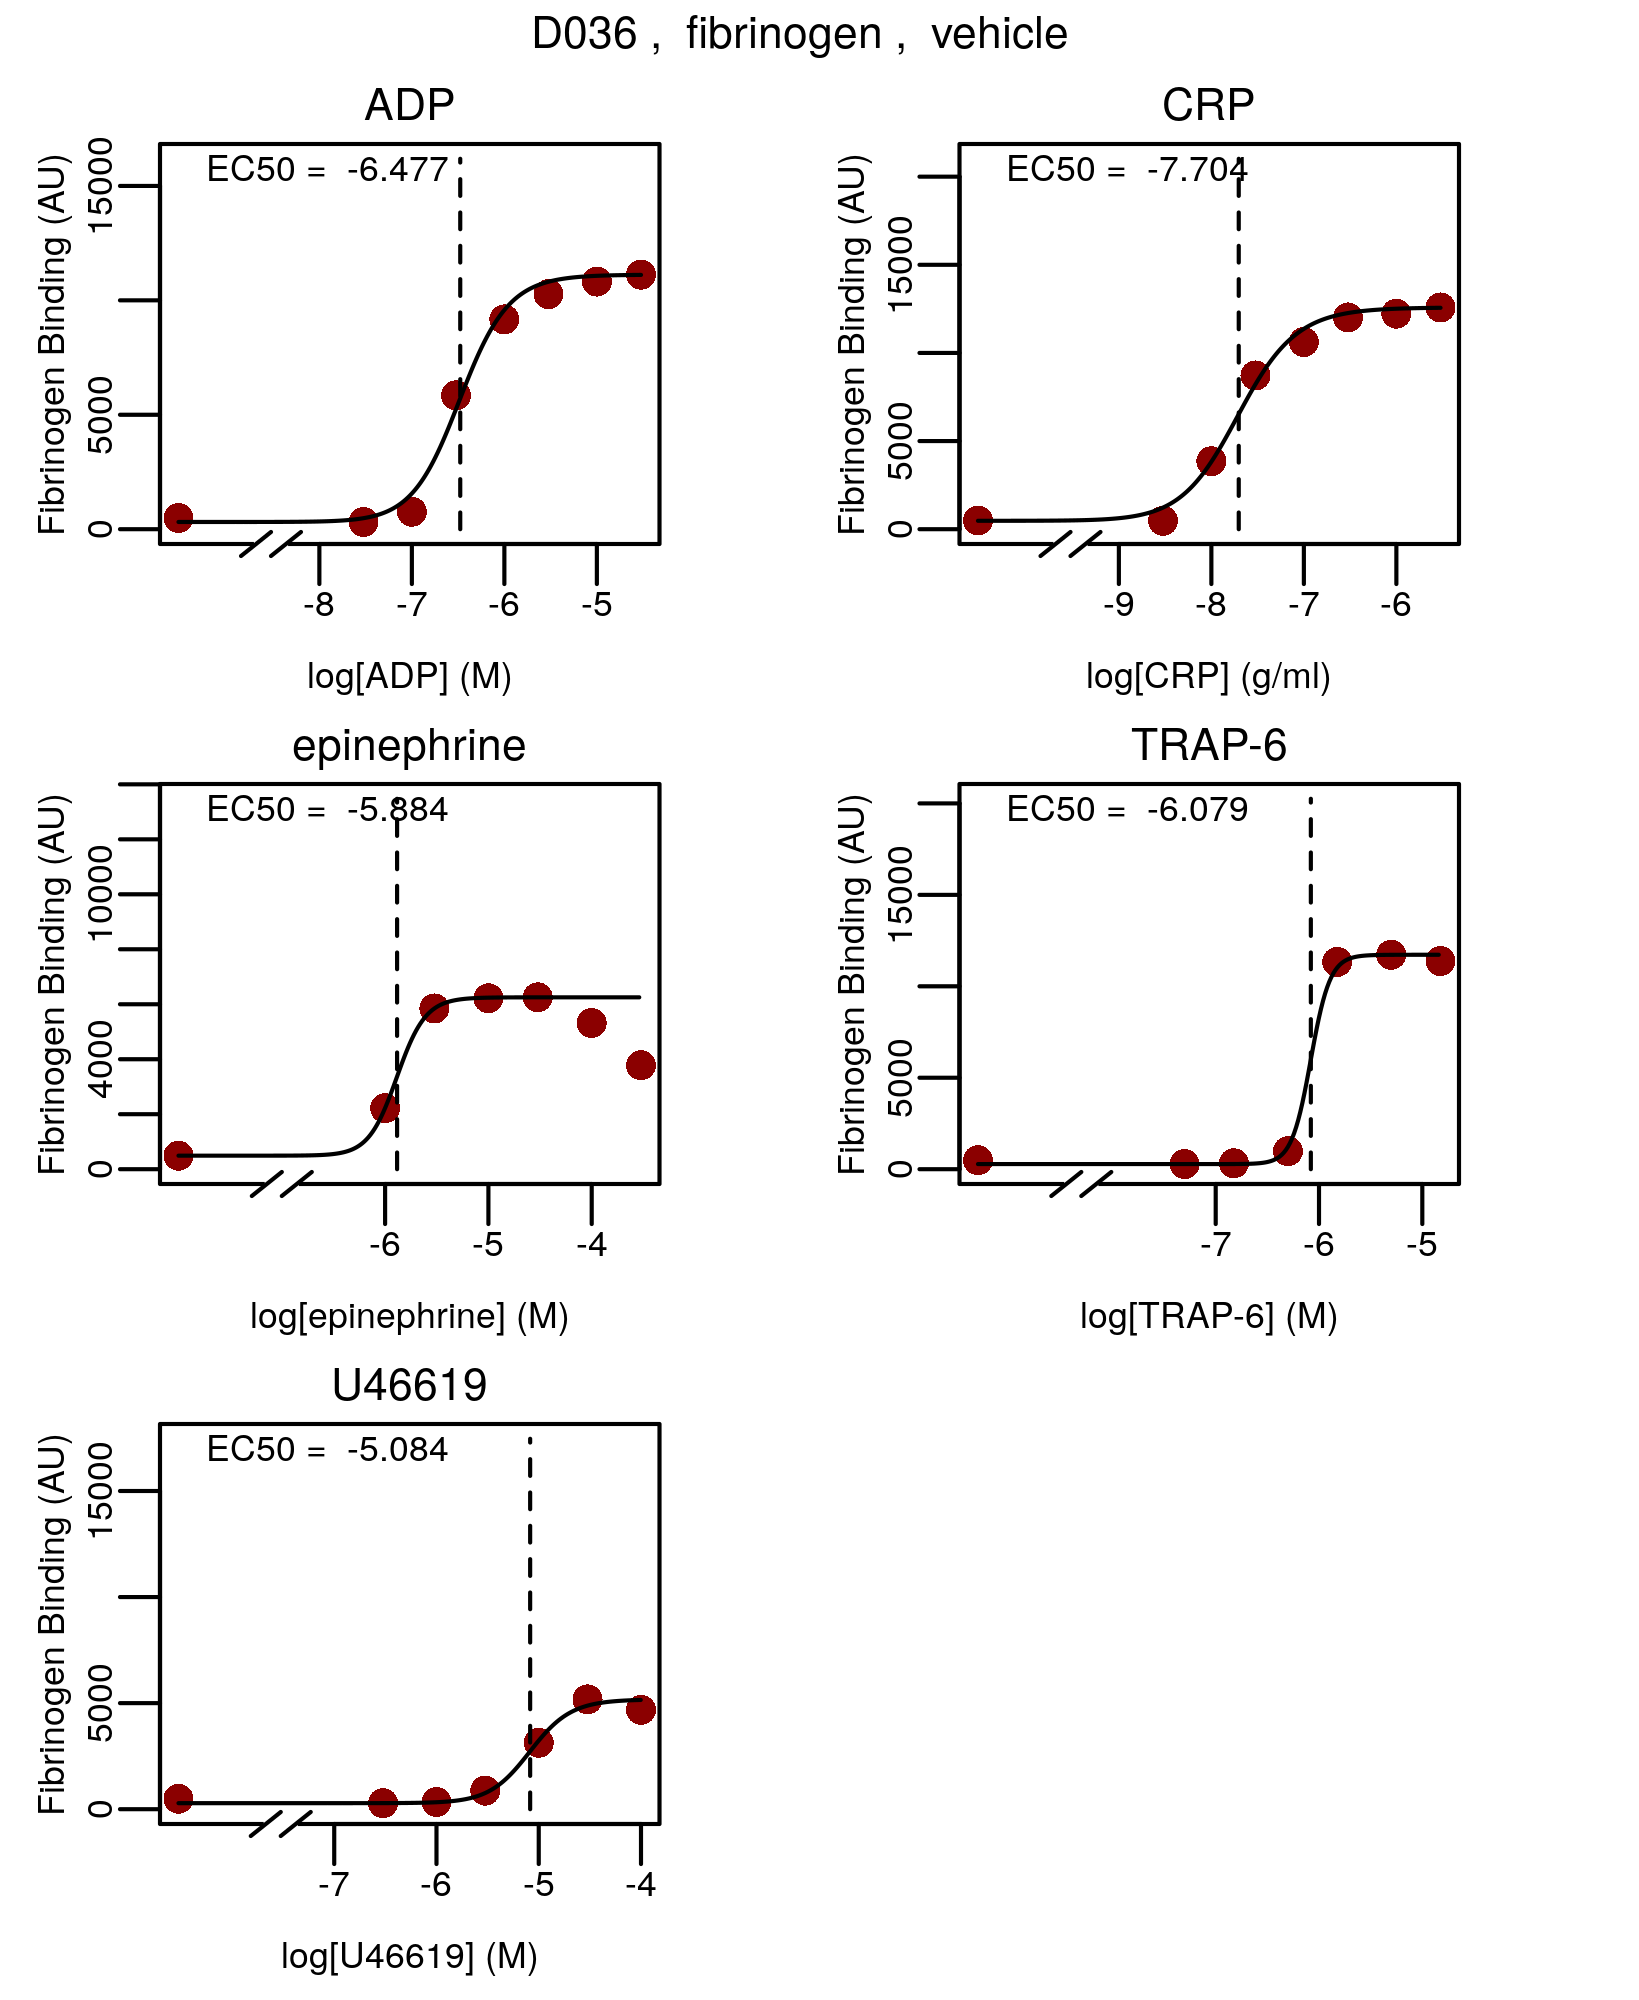 D036 ,  fibrinogen ,  vehicle
ADP
EC50 =  -6.477
Fibrinogen Binding (AU)
0
5000
15000
-8 -7 -6 -5
log[ADP] (M)
CRP
EC50 =  -7.704
Fibrinogen Binding (AU)
0
5000
15000
-9 -8 -7 -6
log[CRP] (g/ml)
epinephrine
EC50 =  -5.884
Fibrinogen Binding (AU)
0
4000
10000
-6 -5 -4
log[epinephrine] (M)
TRAP-6
EC50 =  -6.079
Fibrinogen Binding (AU)
0
5000
15000
-7 -6 -5
log[TRAP-6] (M)
U46619
EC50 =  -5.084
Fibrinogen Binding (AU)
0
5000
15000
-7 -6 -5 -4
log[U46619] (M)